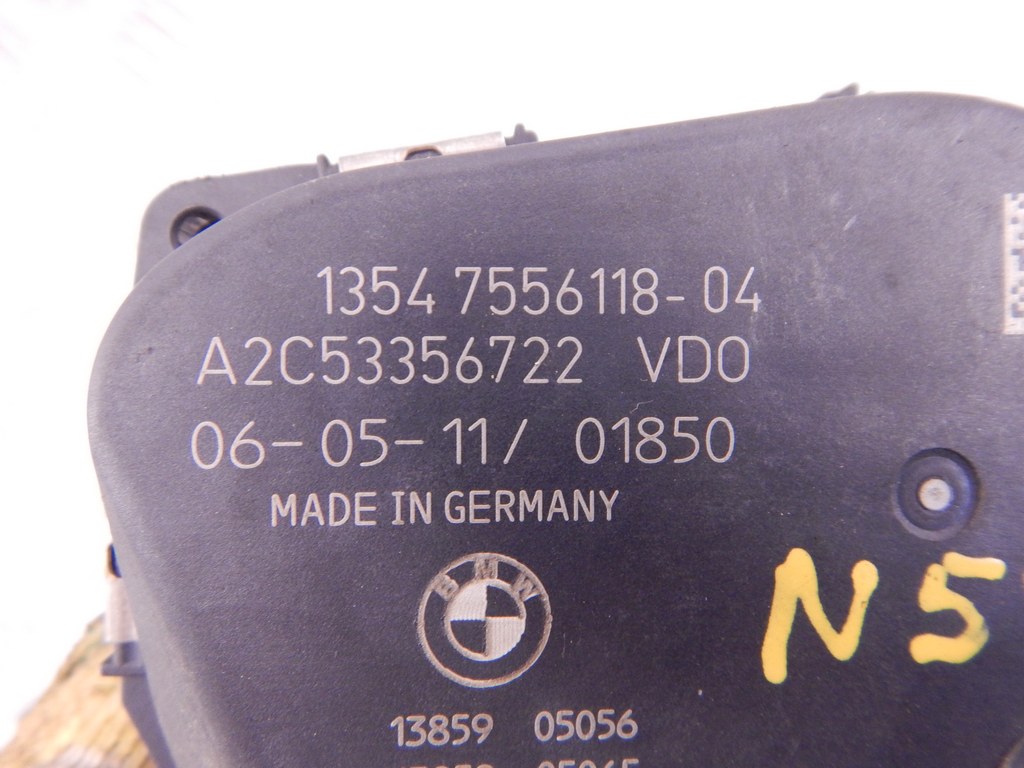 1354 7556118-04
A2C53356722 VDO
06-05-11/ 01850
MADE IN GERMANY
BMW
N5
13859 05056